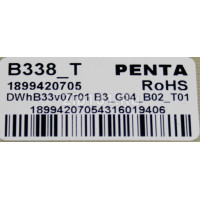 B338_T PENTA
1899420705 RoHS
DWhB33v07r01 B3_G04_B02_T01
18994207054316019406